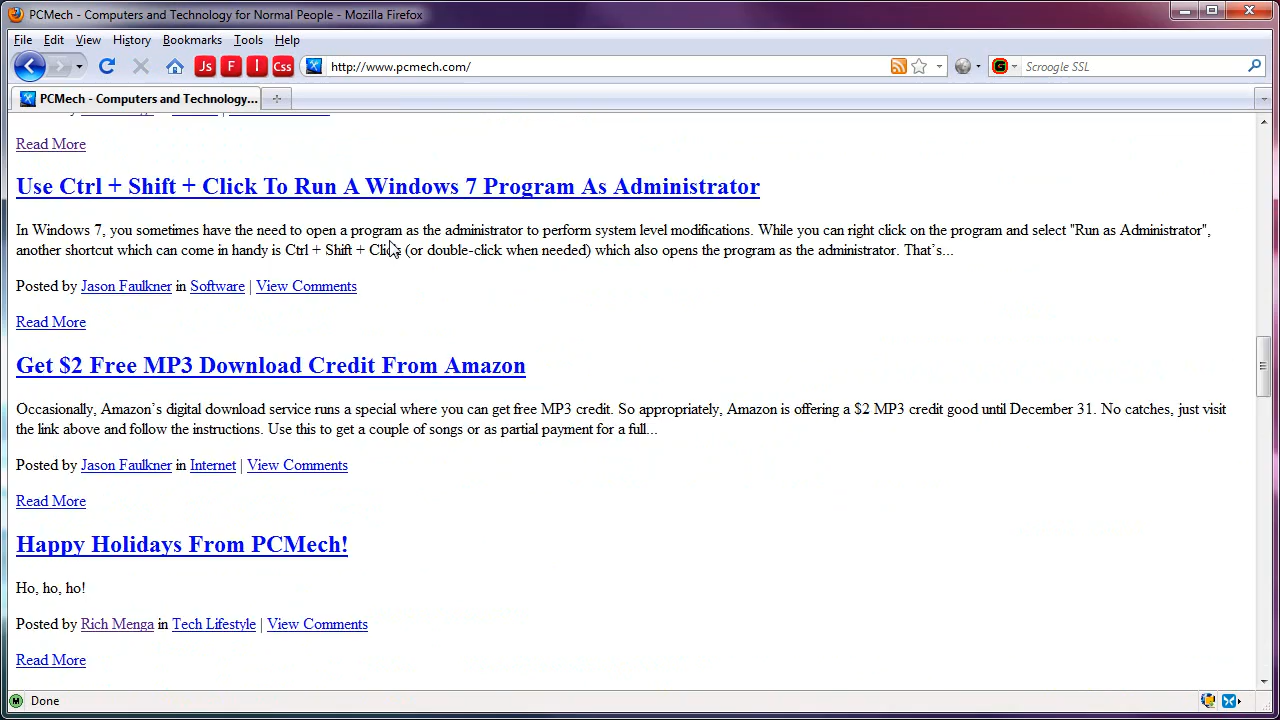 PCMech - Computers and Technology for Normal People - Mozilla Firefox
File Edit View History Bookmarks Tools Help
Js F I Css http://www.pcmech.com/ G Scroogle SSL
PCMech - Computers and Technology...
Read More
Use Ctrl + Shift + Click To Run A Windows 7 Program As Administrator
In Windows 7, you sometimes have the need to open a program as the administrator to perform system level modifications. While you can right click on the program and select "Run as Administrator",
another shortcut which can come in handy is Ctrl + Shift + Click (or double-click when needed) which also opens the program as the administrator. That’s...
Posted by Jason Faulkner in Software | View Comments
Read More
Get $2 Free MP3 Download Credit From Amazon
Occasionally, Amazon’s digital download service runs a special where you can get free MP3 credit. So appropriately, Amazon is offering a $2 MP3 credit good until December 31. No catches, just visit
the link above and follow the instructions. Use this to get a couple of songs or as partial payment for a full...
Posted by Jason Faulkner in Internet | View Comments
Read More
Happy Holidays From PCMech!
Ho, ho, ho!
Posted by Rich Menga in Tech Lifestyle | View Comments
Read More
M Done